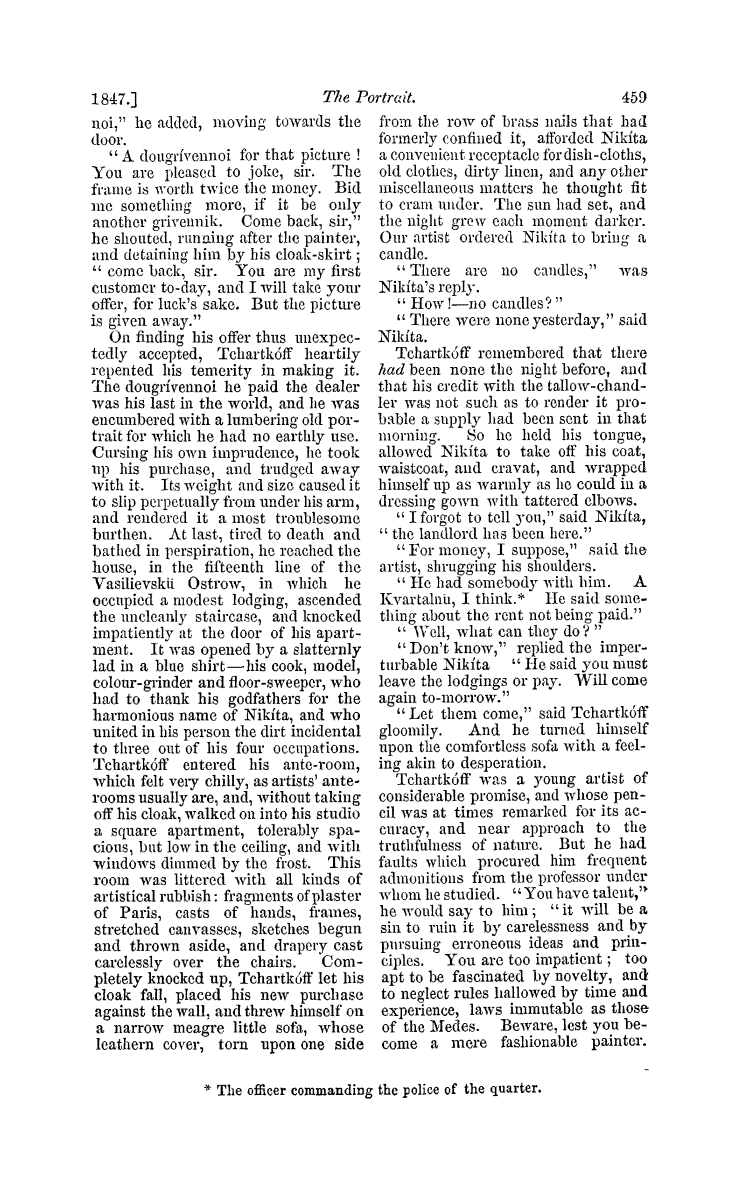 1847.] The Portrait. 459
noi," he added, moving towards the
door.
"A dougrívennoi for that picture!
You are pleased to joke, sir. The
frame is worth twice the money. Bid
me something more, if it be only
another grivennik. Come back, sir,"
he shouted, running after the painter,
and detaining him by his cloak-skirt;
"come back, sir. You are my first
customer to-day, and I will take your
offer, for luck's sake. But the picture
is given away."
On finding his offer thus unexpec-
tedly accepted, Tchartkóff heartily
repented his temerity in making it.
The dougrívennoi he paid the dealer
was his last in the world, and he was
encumbered with a lumbering old por-
trait for which he had no earthly use.
Cursing his own imprudence, he took
up his purchase, and trudged away
with it. Its weight and size caused it
to slip perpetually from under his arm,
and rendered it a most troublesome
burthen. At last, tired to death and
bathed in perspiration, he reached the
house, in the fifteenth line of the
Vasilievskü Ostrow, in which he
occupied a modest lodging, ascended
the uncleanly staircase, and knocked
impatiently at the door of his apart-
ment. It was opened by a slatternly
lad in a blue shirt—his cook, model,
colour-grinder and floor-sweeper, who
had to thank his godfathers for the
harmonious name of Nikíta, and who
united in his person the dirt incidental
to three out of his four occupations.
Tchartkóff entered his ante-room,
which felt very chilly, as artists' ante-
rooms usually are, and, without taking
off his cloak, walked on into his studio
a square apartment, tolerably spa-
cious, but low in the ceiling, and with
windows dimmed by the frost. This
room was littered with all kinds of
artistical rubbish: fragments of plaster
of Paris, casts of hands, frames,
stretched canvasses, sketches begun
and thrown aside, and drapery cast
carelessly over the chairs. Com-
pletely knocked up, Tchartkóff let his
cloak fall, placed his new purchase
against the wall, and threw himself on
a narrow meagre little sofa, whose
leathern cover, torn upon one side
from the row of brass nails that had
formerly confined it, afforded Nikíta
a convenient receptacle for dish-cloths,
old clothes, dirty linen, and any other
miscellaneous matters he thought fit
to cram under. The sun had set, and
the night grew each moment darker.
Our artist ordered Nikíta to bring a
candle.
"There are no candles," was
Nikíta's reply.
"How!—no candles?"
"There were none yesterday," said
Nikíta.
Tchartkóff remembered that there
had been none the night before, and
that his credit with the tallow-chand-
ler was not such as to render it pro-
bable a supply had been sent in that
morning. So he held his tongue,
allowed Nikíta to take off his coat,
waistcoat, and cravat, and wrapped
himself up as warmly as he could in a
dressing gown with tattered elbows.
"I forgot to tell you," said Nikíta,
"the landlord has been here."
"For money, I suppose," said the
artist, shrugging his shoulders.
"He had somebody with him. A
Kvartalnü, I think.* He said some-
thing about the rent not being paid."
"Well, what can they do?"
"Don't know," replied the imper-
turbable Nikíta "He said you must
leave the lodgings or pay. Will come
again to-morrow."
"Let them come," said Tchartkóff
gloomily. And he turned himself
upon the comfortless sofa with a feel-
ing akin to desperation.
Tchartkóff was a young artist of
considerable promise, and whose pen-
cil was at times remarked for its ac-
curacy, and near approach to the
truthfulness of nature. But he had
faults which procured him frequent
admonitions from the professor under
whom he studied. "You have talent,"
he would say to him; "it will be a
sin to ruin it by carelessness and by
pursuing erroneous ideas and prin-
ciples. You are too impatient; too
apt to be fascinated by novelty, and
to neglect rules hallowed by time and
experience, laws immutable as those
of the Medes. Beware, lest you be-
come a mere fashionable painter.
* The officer commanding the police of the quarter.